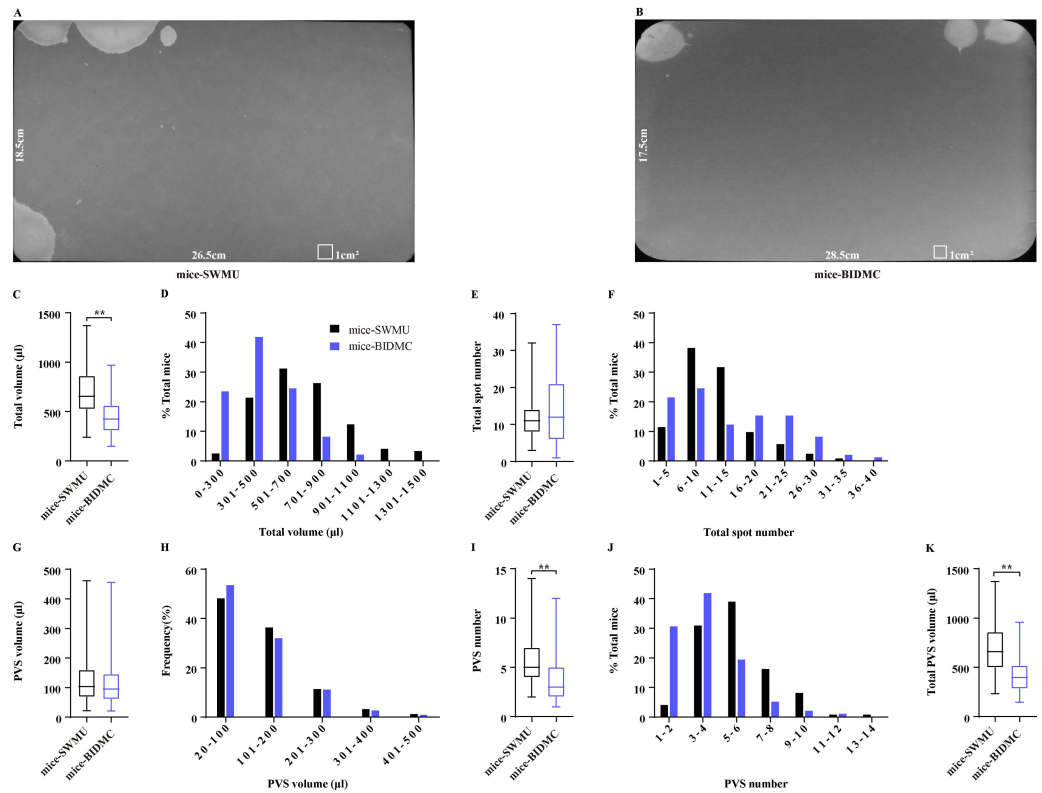 A
B
18.5cm
26.5cm
1cm²
mice-SWMU
17.5cm
28.5cm
1cm²
mice-BIDMC
C
Total volume (µl)
1500
1000
500
0
**
mice-SWMU
mice-BIDMC
D
% Total mice
50
40
30
20
10
0
mice-SWMU
mice-BIDMC
0-300
301-500
501-700
701-900
901-1100
1101-1300
1301-1500
Total volume (µl)
E
Total spot number
40
30
20
10
0
mice-SWMU
mice-BIDMC
F
% Total mice
50
40
30
20
10
0
1-5
6-10
11-15
16-20
21-25
26-30
31-35
36-40
Total spot number
G
PVS volume (µl)
500
400
300
200
100
0
mice-SWMU
mice-BIDMC
H
Frequency(%)
60
40
20
0
20-100
101-200
201-300
301-400
401-500
PVS volume (µl)
I
PVS number
15
10
5
0
**
mice-SWMU
mice-BIDMC
J
% Total mice
50
40
30
20
10
0
1-2
3-4
5-6
7-8
9-10
11-12
13-14
PVS number
K
Total PVS volume (µl)
1500
1000
500
0
**
mice-SWMU
mice-BIDMC